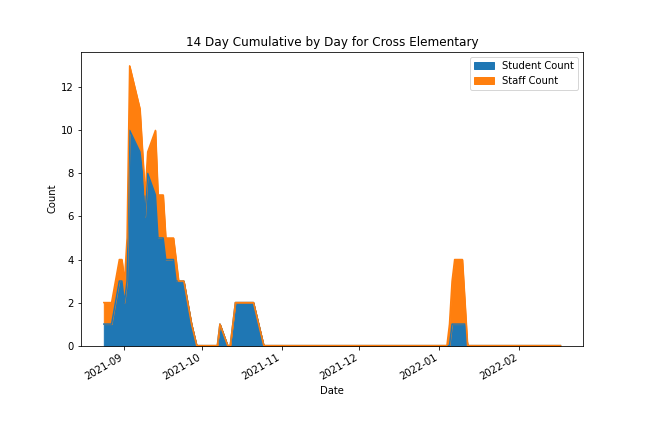 14 Day Cumulative by Day for Cross Elementary
Student Count
Staff Count
12
10
8
6
4
2
0
Count
2021-09
2021-10
2021-11
2021-12
2022-01
2022-02
Date